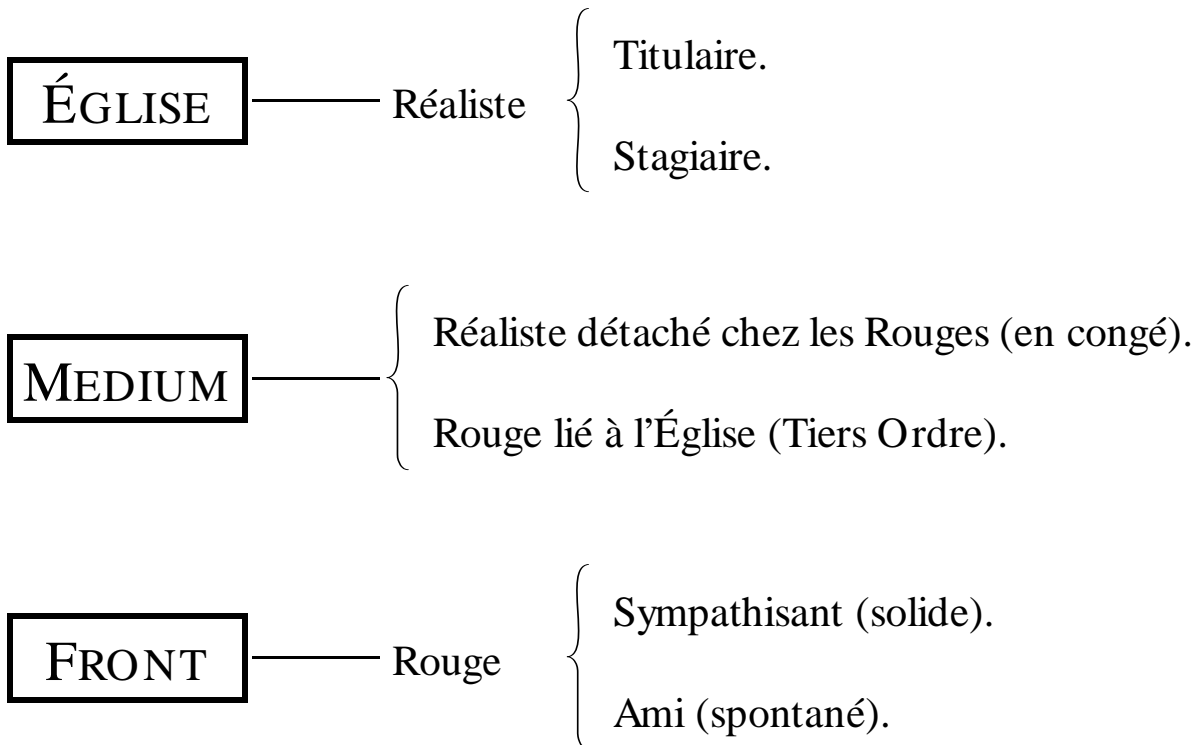 Titulaire.
ÉGLISE Réaliste
Stagiaire.
Réaliste détaché chez les Rouges (en congé).
MEDIUM
Rouge lié à l’Église (Tiers Ordre).
Sympathisant (solide).
FRONT Rouge
Ami (spontané).